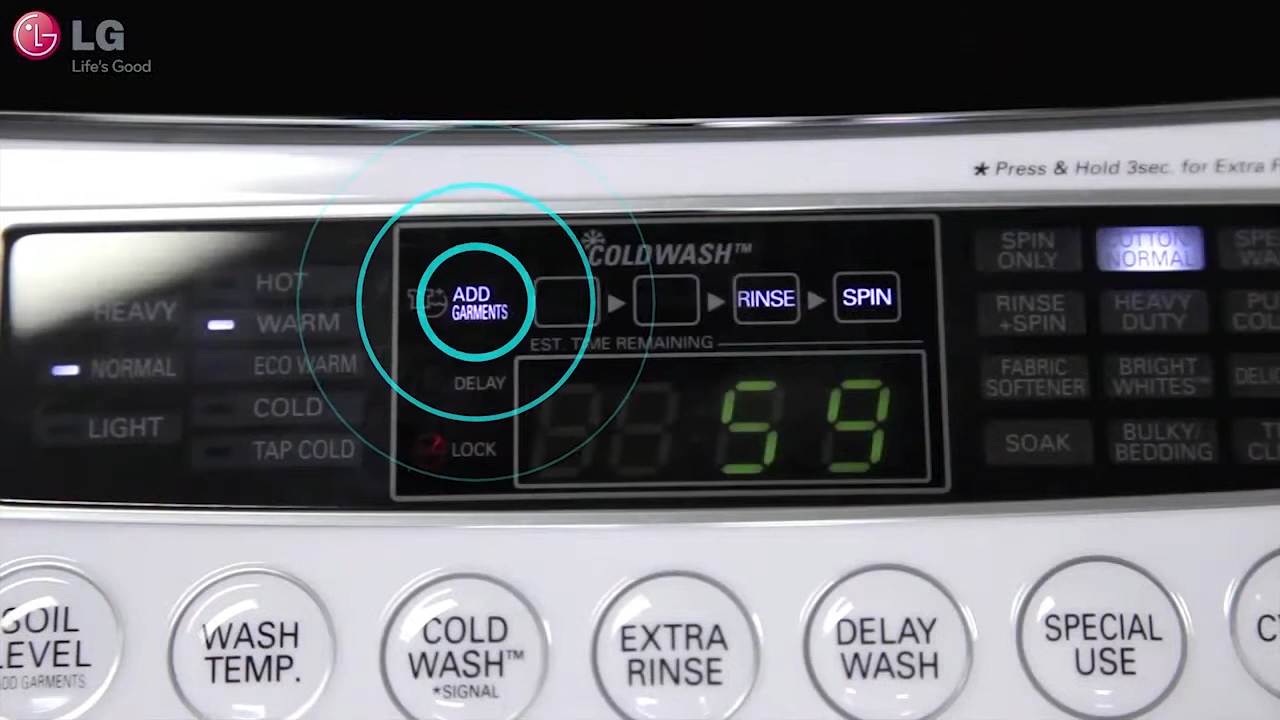 LG
Life's Good
* Press & Hold 3sec. for Extra
HEAVY
NORMAL
LIGHT
HOT
WARM
ECO WARM
COLD
TAP COLD
COLDWASH™
ADD
GARMENTS
RINSE
SPIN
EST. TIME REMAINING
DELAY
LOCK
59
SPIN
ONLY
COTTON/
NORMAL
RINSE
+SPIN
HEAVY
DUTY
FABRIC
SOFTENER
BRIGHT
WHITES™
SOAK
BULKY/
BEDDING
SOIL
LEVEL
ADD GARMENTS
WASH
TEMP.
COLD
WASH™
*SIGNAL
EXTRA
RINSE
DELAY
WASH
SPECIAL
USE